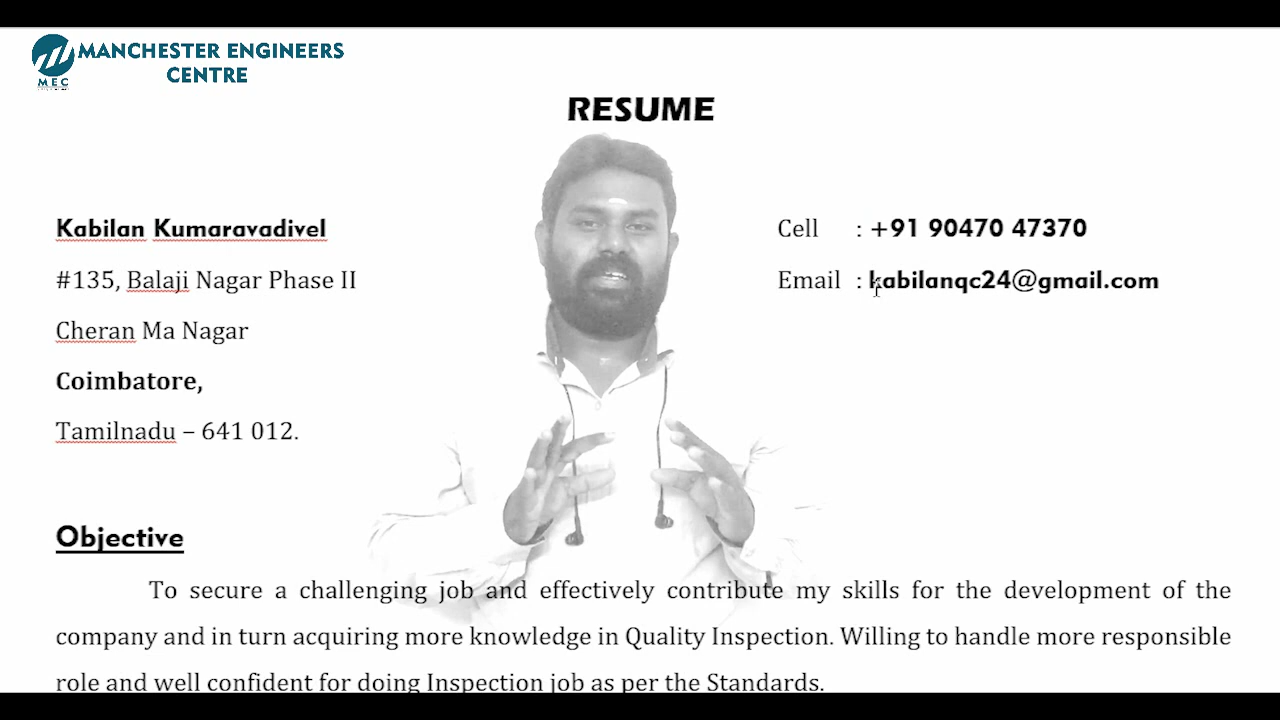 MANCHESTER ENGINEERS
CENTRE
MEC
RESUME
Kabilan Kumaravadivel
Cell : +91 90470 47370
#135, Balaji Nagar Phase II
Email : kabilanqc24@gmail.com
Cheran Ma Nagar
Coimbatore,
Tamilnadu – 641 012.
Objective
To secure a challenging job and effectively contribute my skills for the development of the
company and in turn acquiring more knowledge in Quality Inspection. Willing to handle more responsible
role and well confident for doing Inspection job as per the Standards.